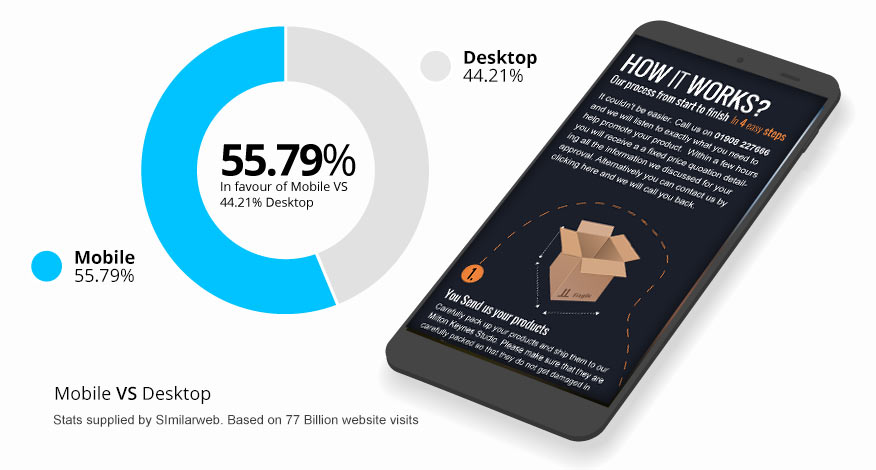 Desktop
44.21%
55.79%
In favour of Mobile VS
44.21% Desktop
Mobile
55.79%
Mobile VS Desktop
Stats supplied by SImilarweb. Based on 77 Billion website visits
HOW IT WORKS?
Our process from start to finish In 4 easy steps
It couldn't be easier. Call us on 01908 227666
and we will listen to exactly what you need to
help promote your product. Within a few hours
you will receive a a fixed price quoation detail-
ing all the information we discussed for your
approval. Alternatively you can contact us by
clicking here and we will call you back.
1.
Fragile
You Send us your products
Carefully pack up your products and ship them to our
Milton Keynes Studio. Please make sure that they are
carefully packed so that they do not get damaged in